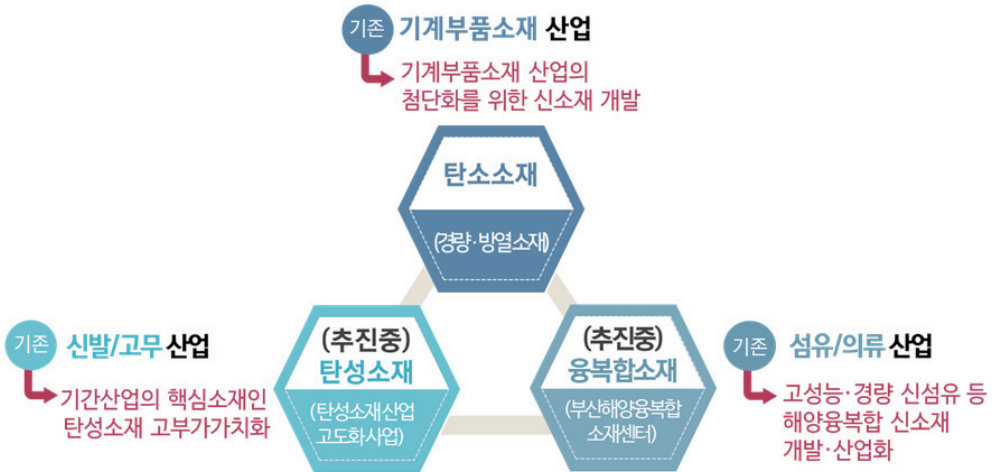 기존 기계부품소재 산업
기계부품소재 산업의
첨단화를 위한 신소재 개발
탄소소재
(경량·방열소재)
기존 신발/고무 산업
기간산업의 핵심소재인
탄성소재 고부가가치화
(추진중)
탄성소재
(탄성소재 산업
고도화사업)
(추진중)
융복합소재
(부산해양융복합
소재센터)
기존 섬유/의류 산업
고성능·경량 신섬유 등
해양융복합 신소재
개발·산업화